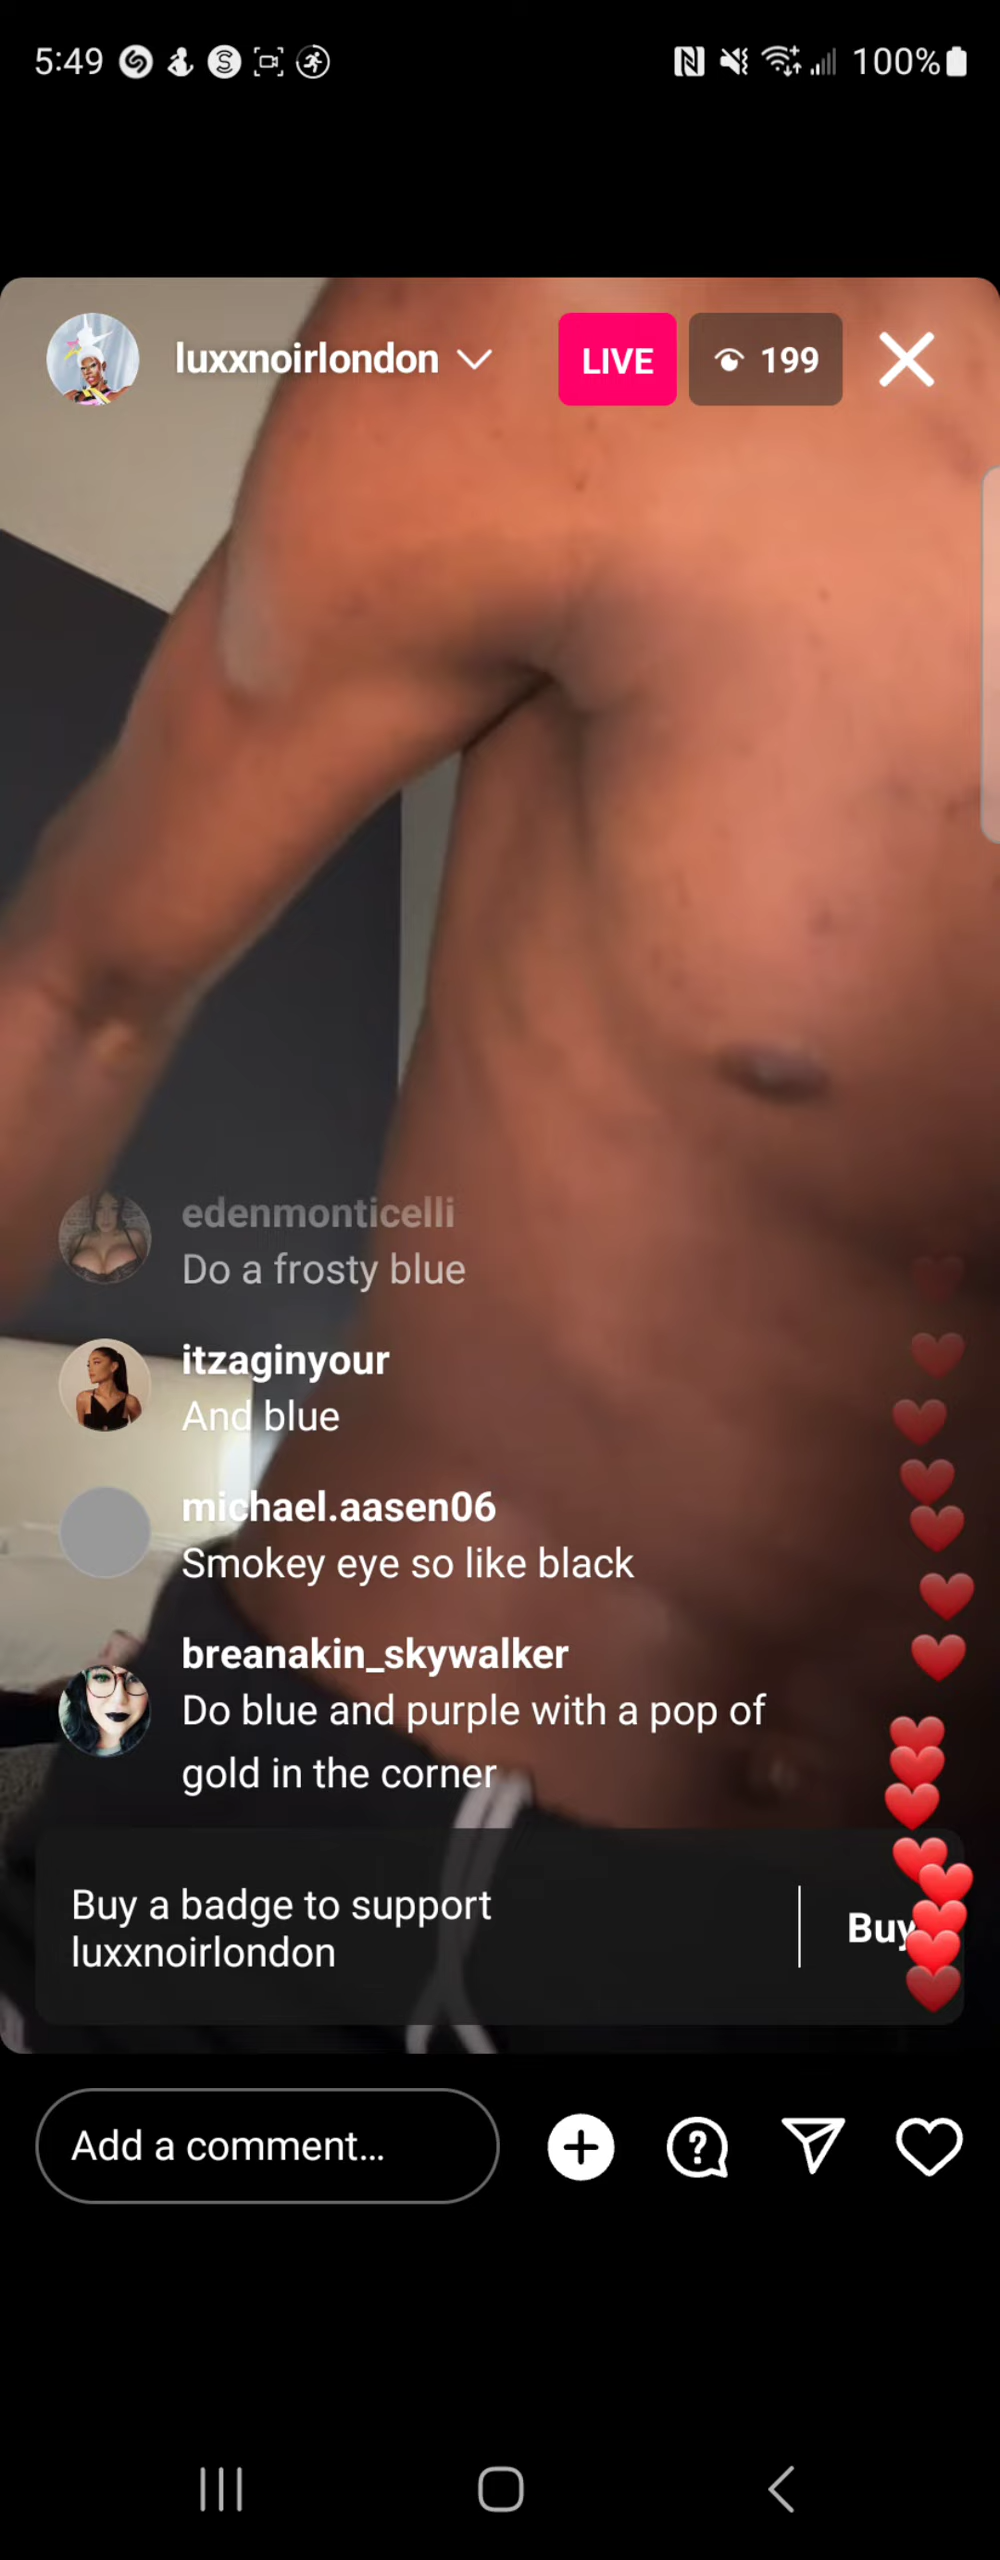 5:49 100%
luxxnoirlondon LIVE 199
edenmonticelli
Do a frosty blue
itzaginyour
And blue
michael.aasen06
Smokey eye so like black
breanakin_skywalker
Do blue and purple with a pop of
gold in the corner
Buy a badge to support
luxxnoirlondon
Buy
Add a comment...